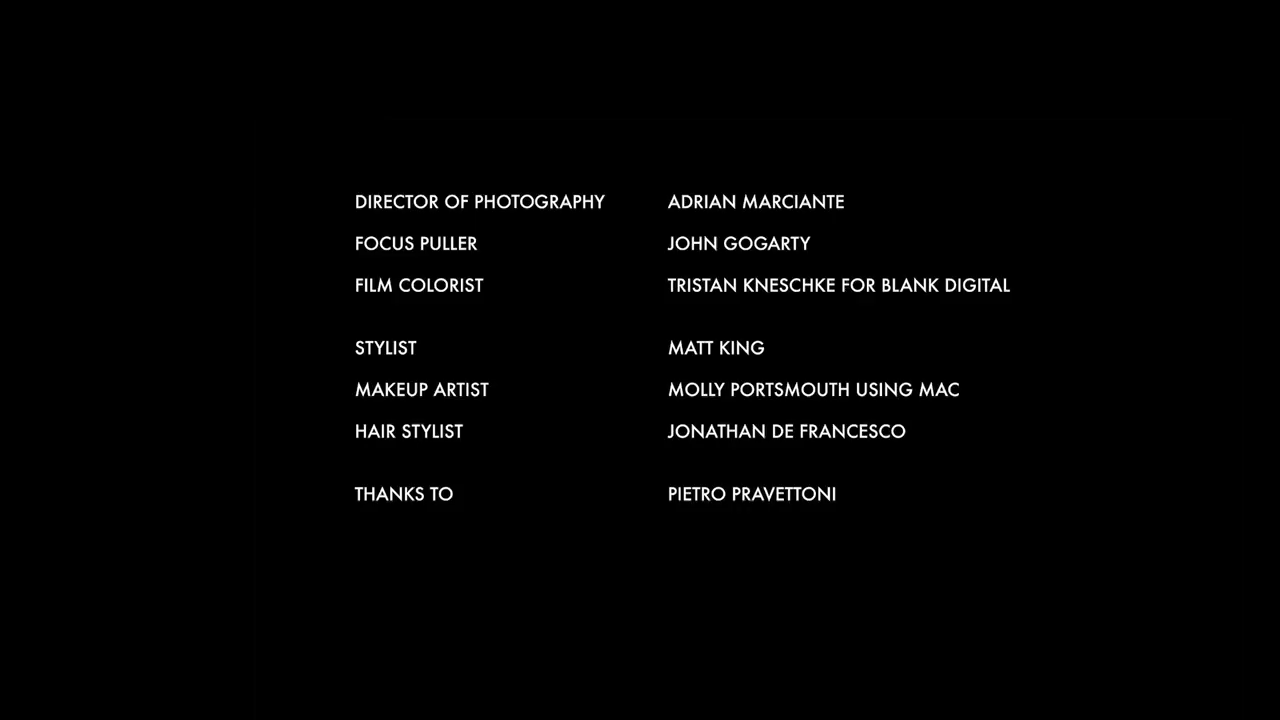 DIRECTOR OF PHOTOGRAPHY ADRIAN MARCIANTE
FOCUS PULLER JOHN GOGARTY
FILM COLORIST TRISTAN KNESCHKE FOR BLANK DIGITAL
STYLIST MATT KING
MAKEUP ARTIST MOLLY PORTSMOUTH USING MAC
HAIR STYLIST JONATHAN DE FRANCESCO
THANKS TO PIETRO PRAVETTONI